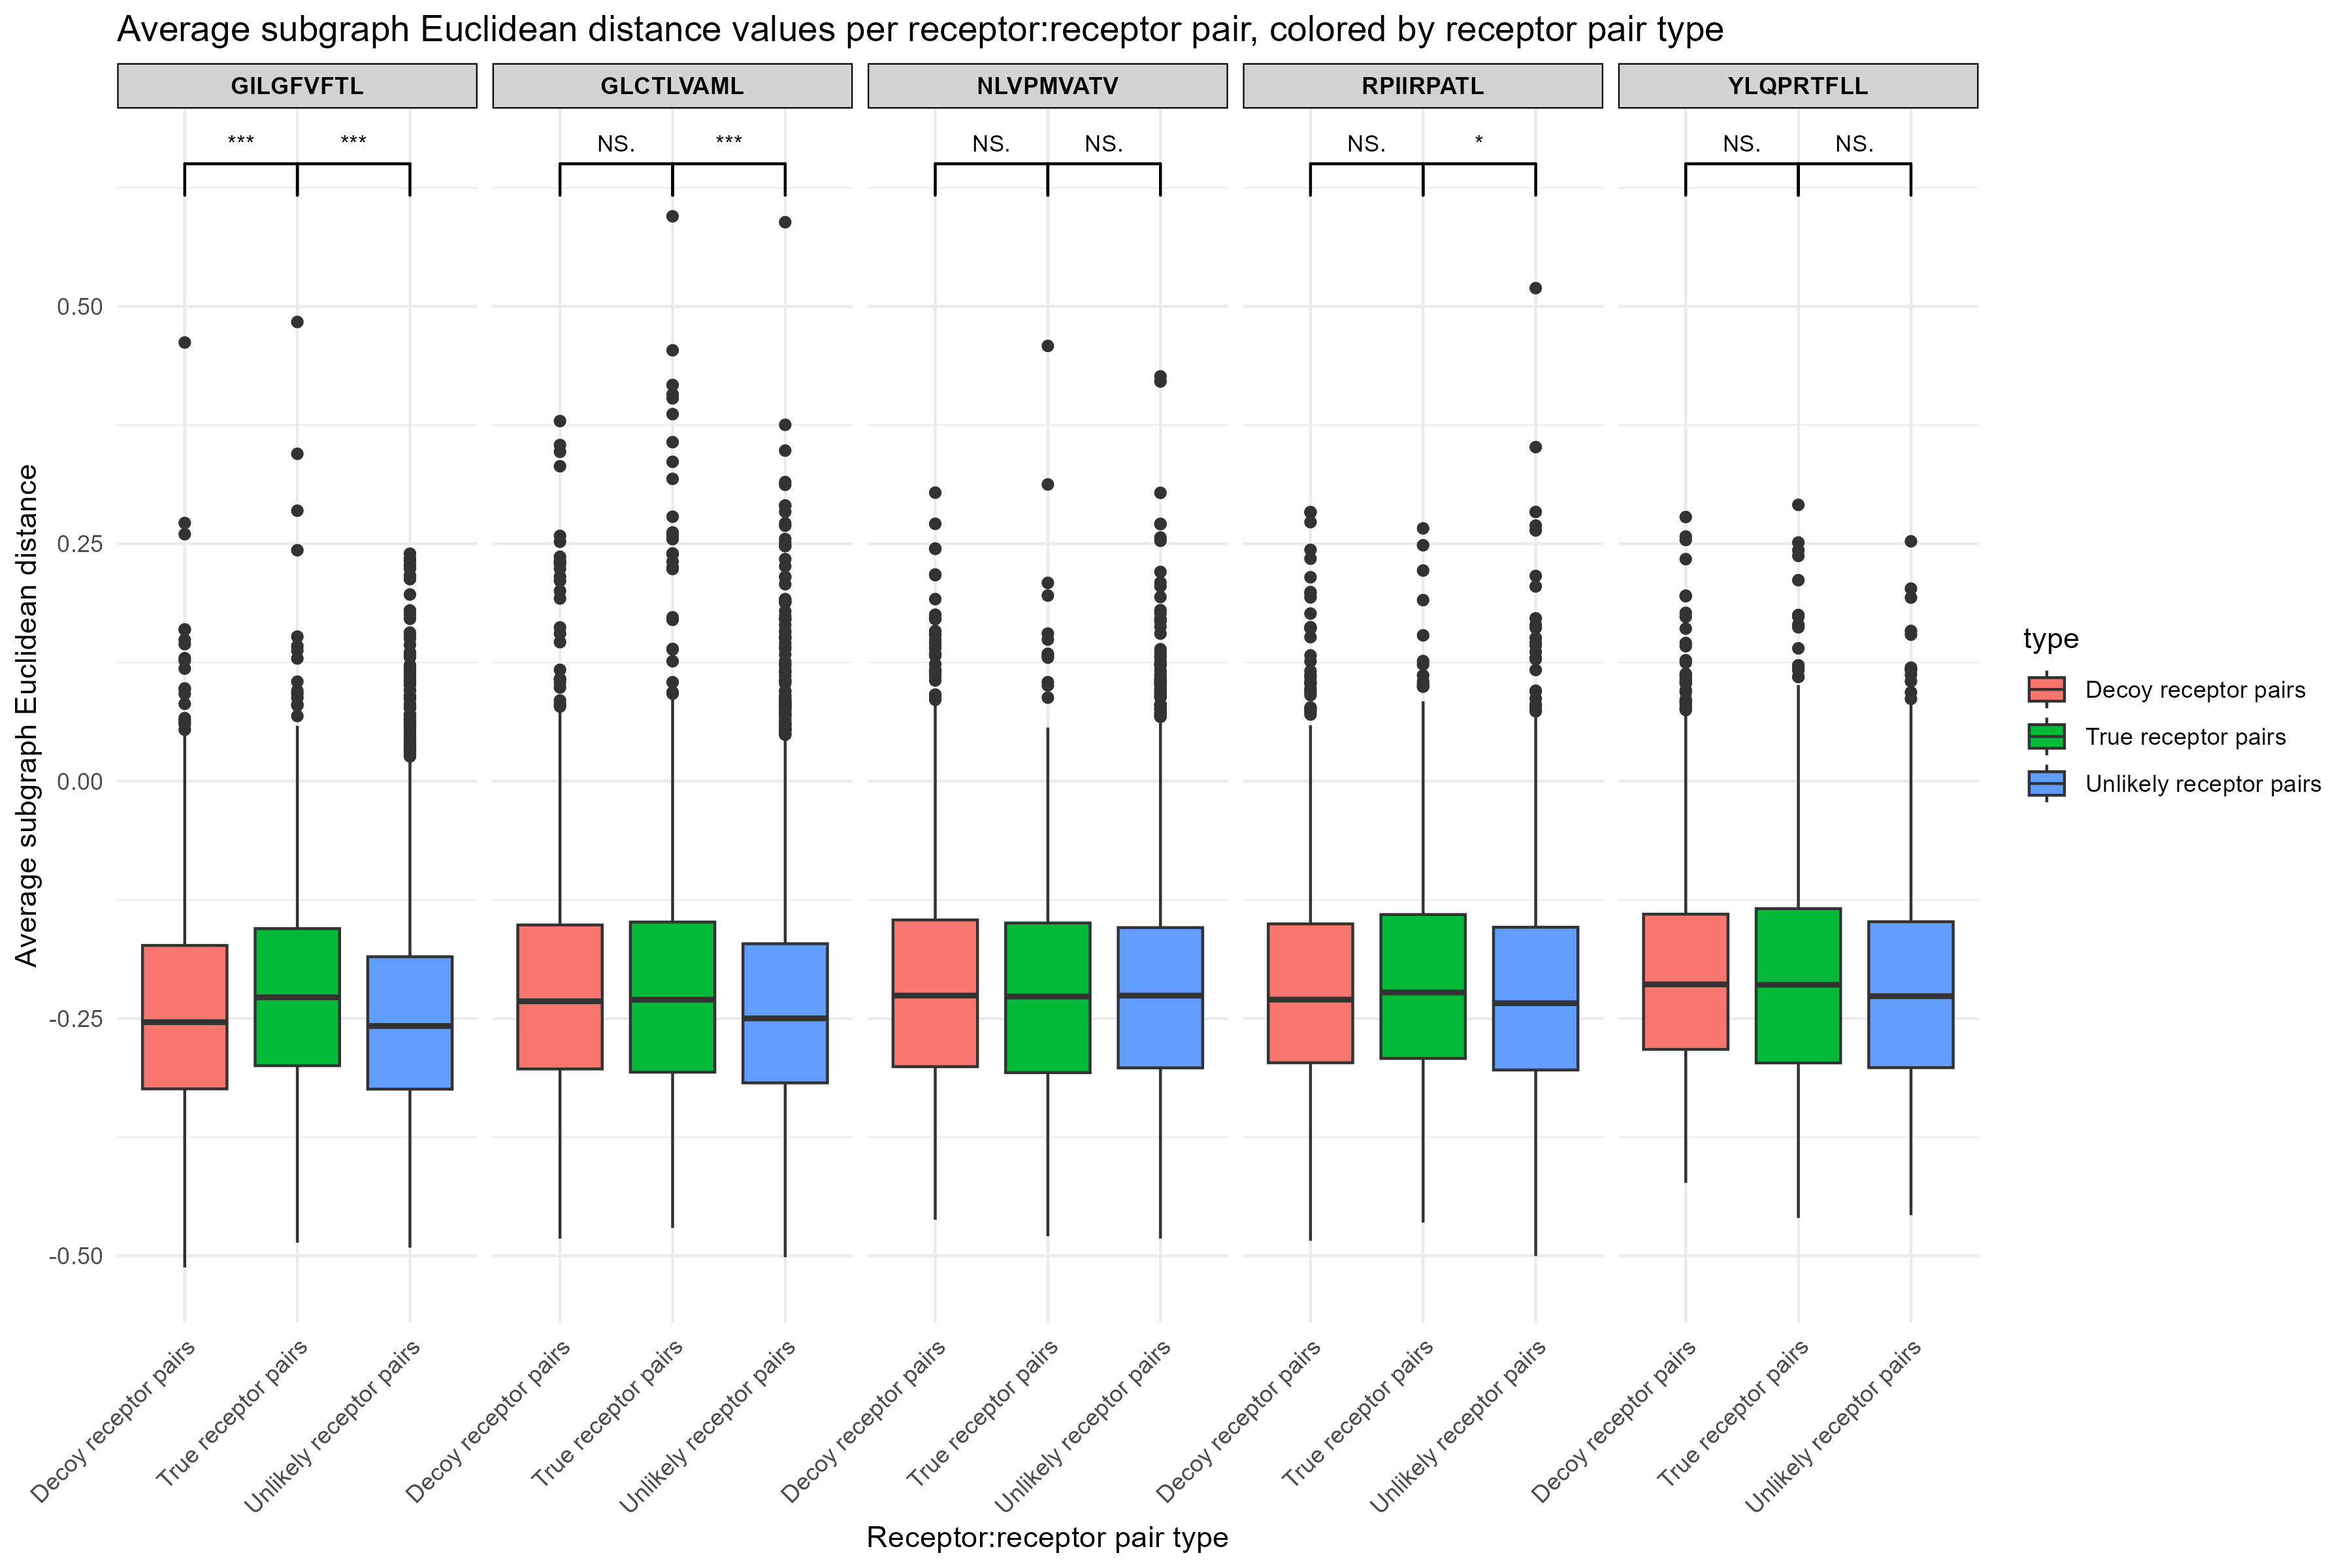 Average subgraph Euclidean distance values per receptor:receptor pair, colored by receptor pair type
GILGFVFTL GLCTLVAML NLVPMVATV RPIIRPATL YLQPRTFLL
*** *** NS. *** NS. NS. NS. * NS. NS.
Average subgraph Euclidean distance
0.50
0.25
0.00
-0.25
-0.50
Decoy receptor pairs
True receptor pairs
Unlikely receptor pairs
Decoy receptor pairs
True receptor pairs
Unlikely receptor pairs
Decoy receptor pairs
True receptor pairs
Unlikely receptor pairs
Decoy receptor pairs
True receptor pairs
Unlikely receptor pairs
Decoy receptor pairs
True receptor pairs
Unlikely receptor pairs
Receptor:receptor pair type
type
Decoy receptor pairs
True receptor pairs
Unlikely receptor pairs